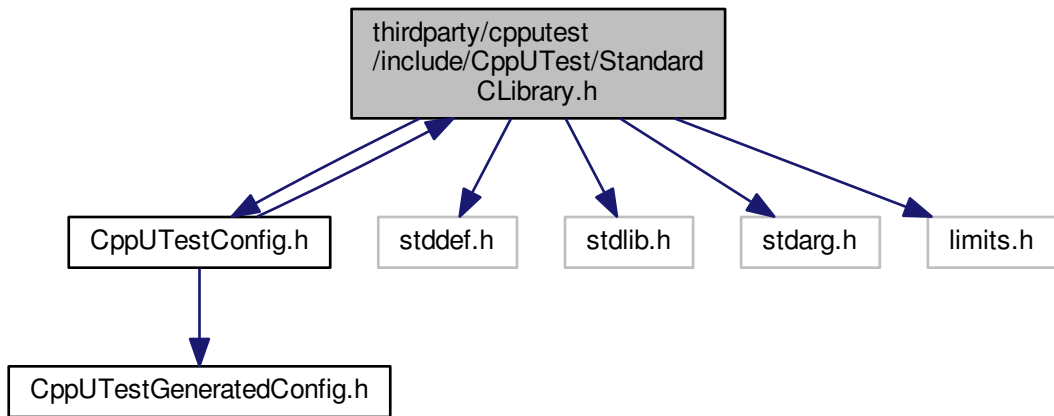 thirdparty/cpputest
/include/CppUTest/Standard
CLibrary.h
CppUTestConfig.h
stddef.h
stdlib.h
stdarg.h
limits.h
CppUTestGeneratedConfig.h